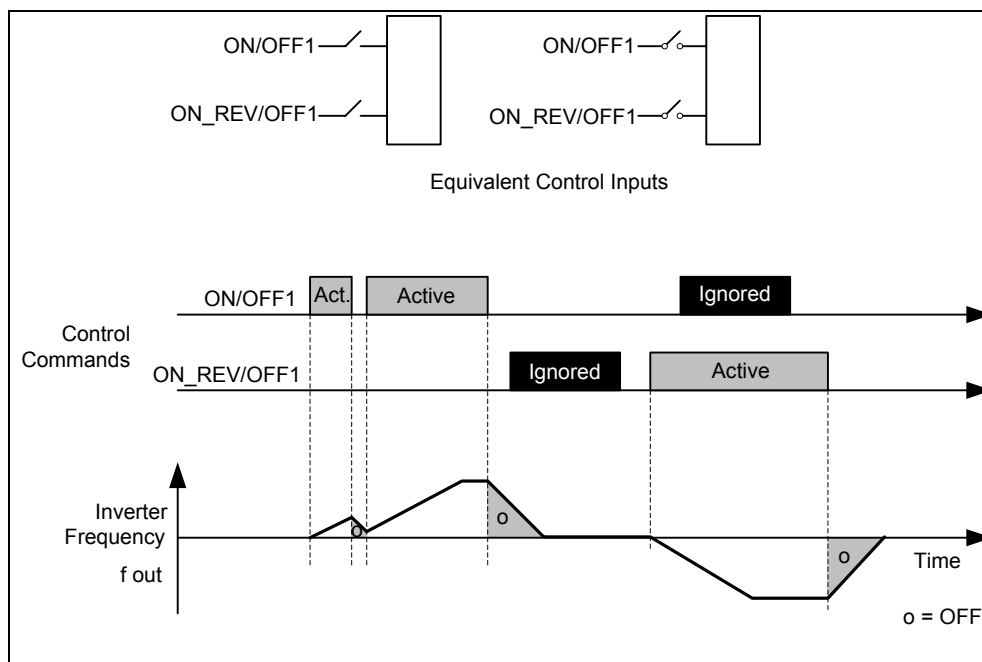 ON/OFF1
ON/OFF1
ON_REV/OFF1
ON_REV/OFF1
Equivalent Control Inputs
ON/OFF1
Act.
Active
Ignored
Control
Commands
ON_REV/OFF1
Ignored
Active
Inverter
Frequency
f out
o
o
o
Time
o = OFF